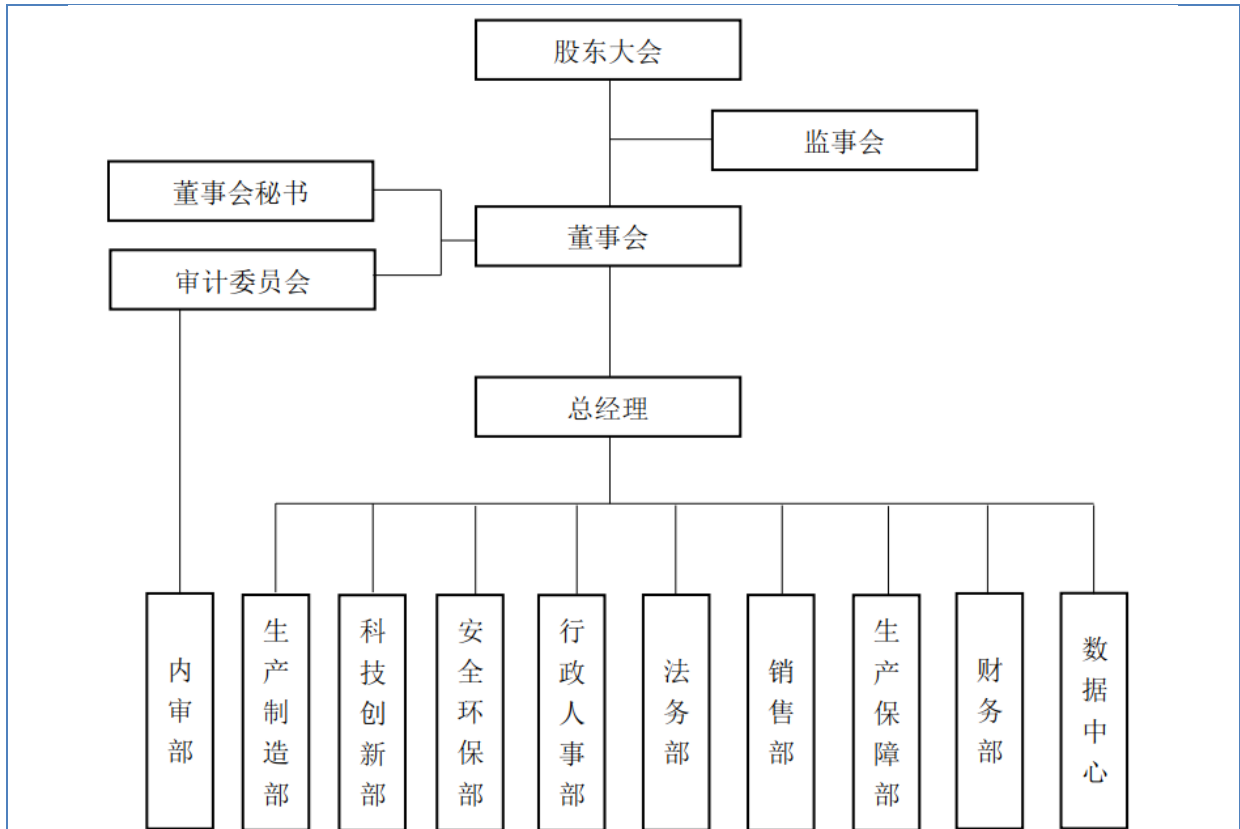 股东大会
监事会
董事会秘书
董事会
审计委员会
总经理
内审部
生产制造部
科技创新部
安全环保部
行政人事部
法务部
销售部
生产保障部
财务部
数据中心